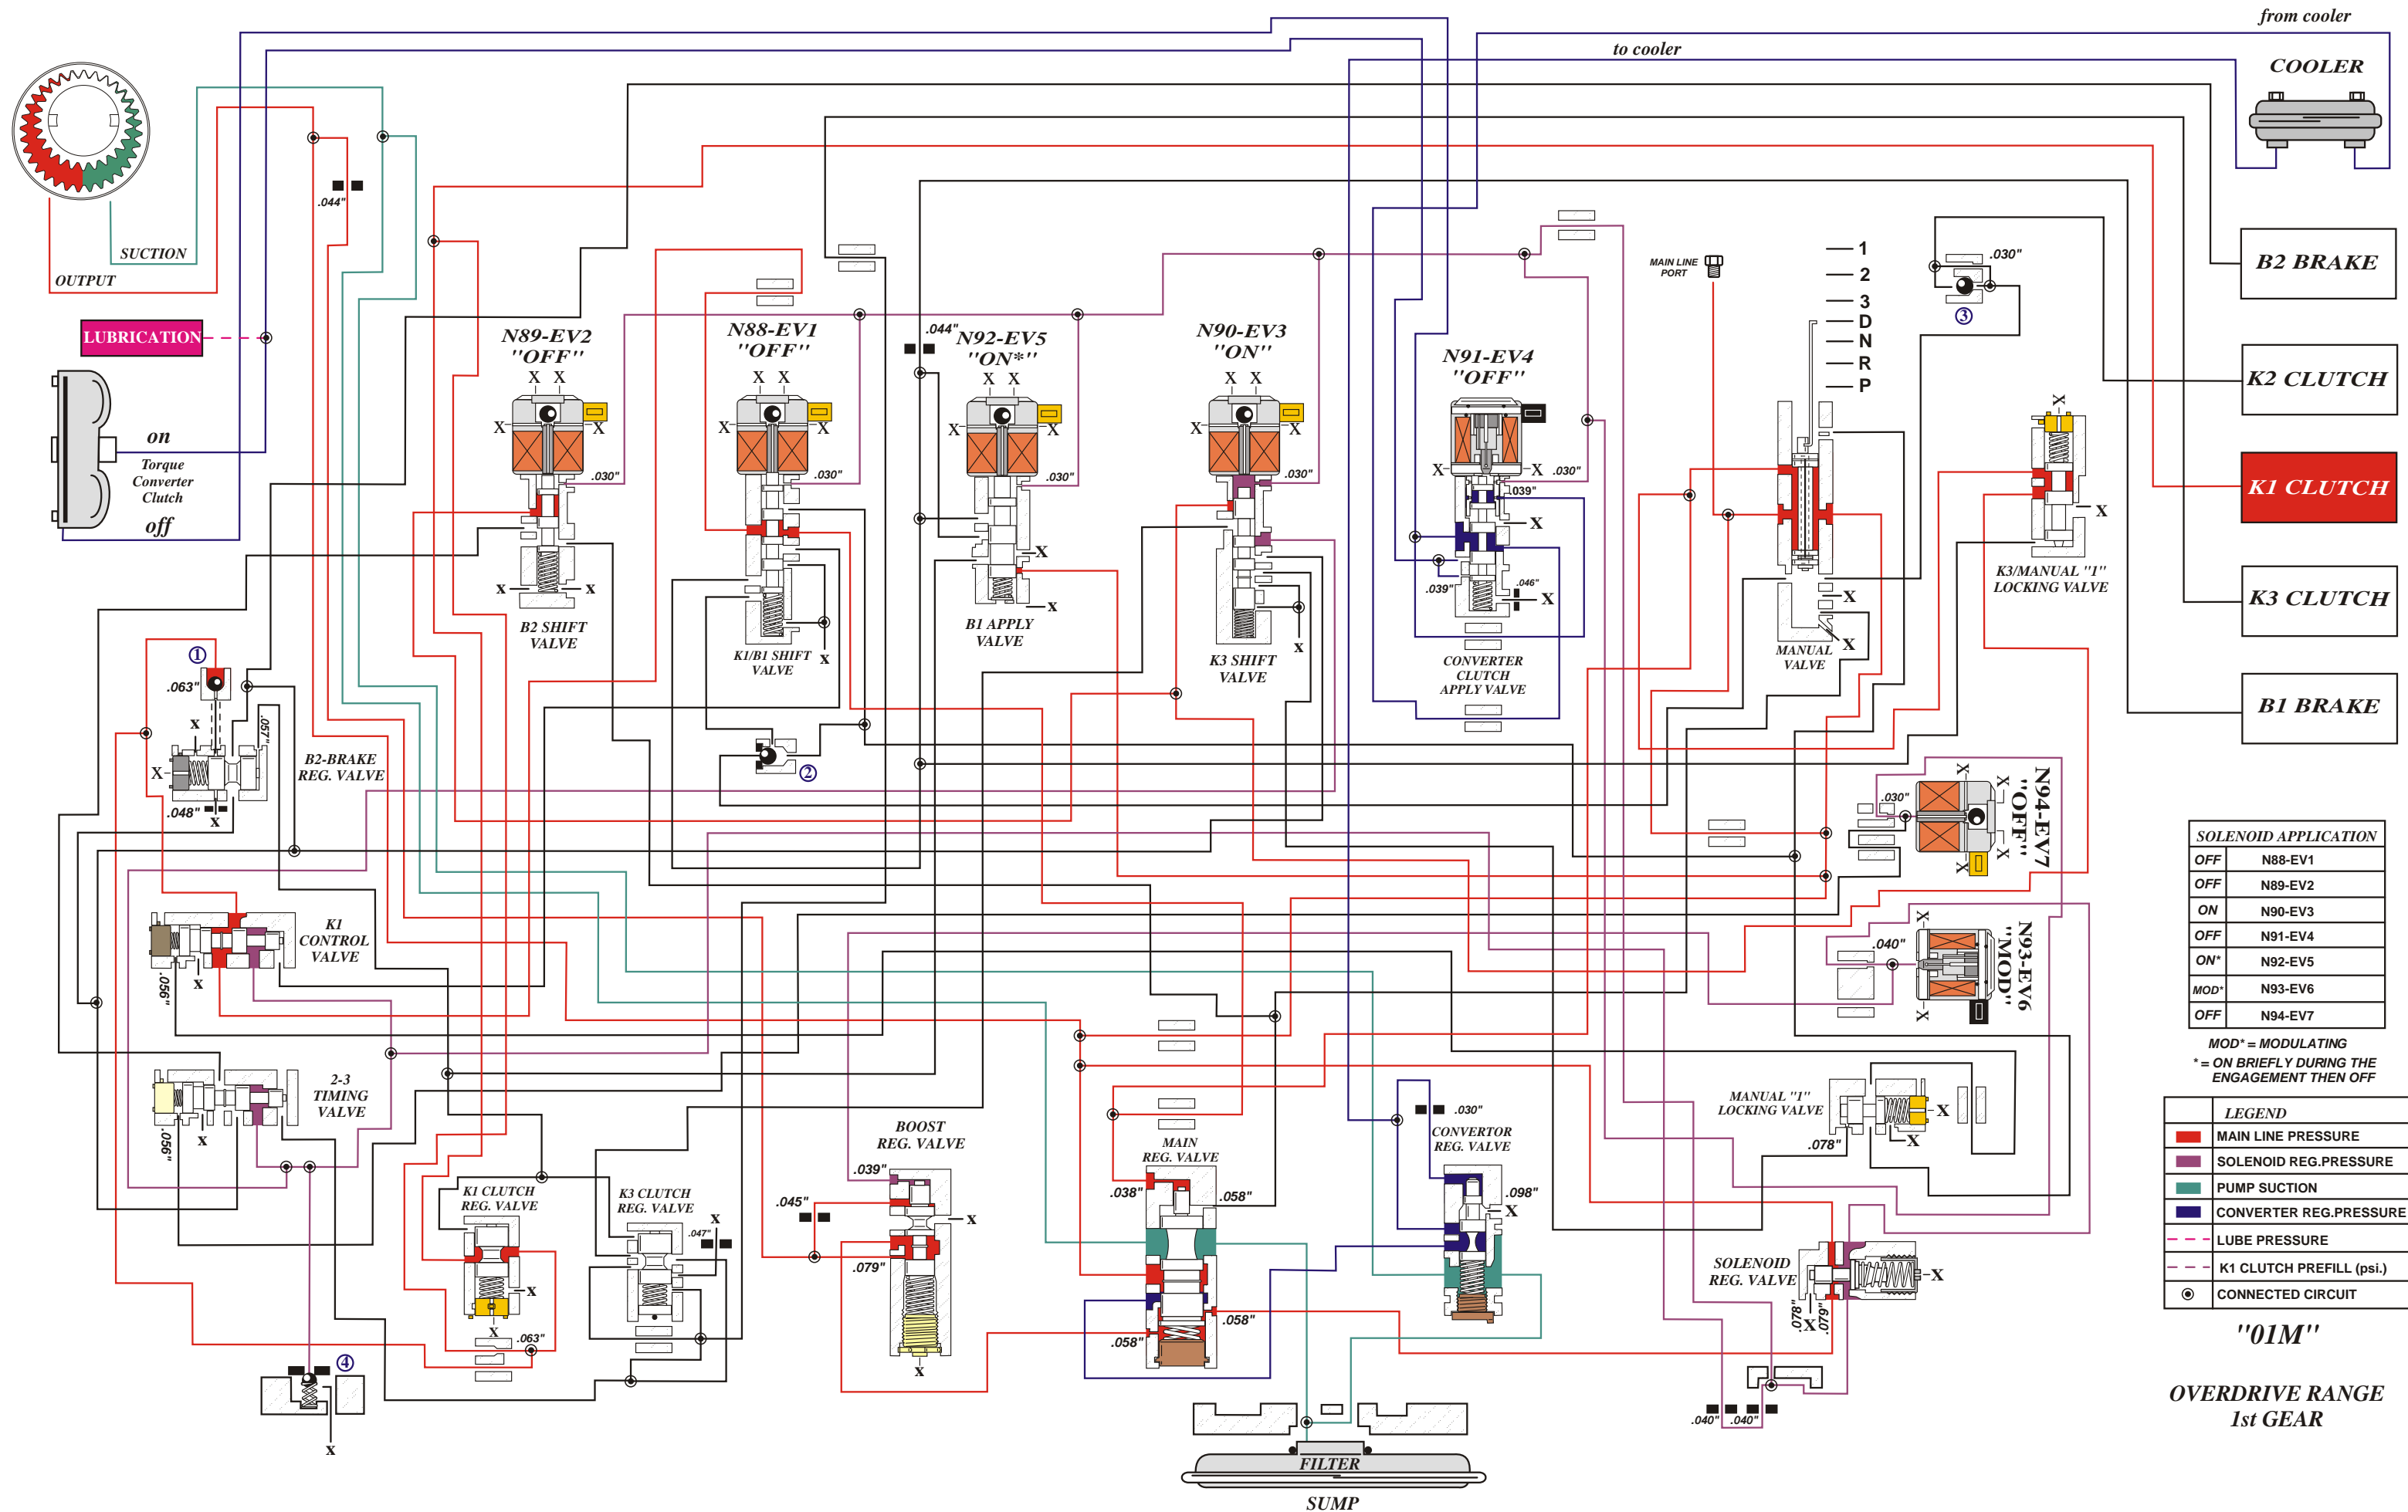 from cooler
to cooler
COOLER
SUCTION
OUTPUT
.044"
LUBRICATION
on
Torque
Converter
Clutch
off
N89-EV2
"OFF"
X X
X
X
.030"
x
x
B2 SHIFT
VALVE
N88-EV1
"OFF"
X X
X
X
.030"
K1/B1 SHIFT
VALVE
x
.044"
N92-EV5
"ON*"
X X
X
X
.030"
X
x
B1 APPLY
VALVE
N90-EV3
"ON"
X X
X
X
.030"
K3 SHIFT
VALVE
x
N91-EV4
"OFF"
X
X
.030"
.039"
X
.039"
.046"
X
CONVERTER
CLUTCH
APPLY VALVE
MAIN LINE
PORT
1
2
3
D
N
R
P
X
X
MANUAL
VALVE
.030"
3
X
X
K3/MANUAL "1"
LOCKING VALVE
B2 BRAKE
K2 CLUTCH
K1 CLUTCH
K3 CLUTCH
B1 BRAKE
1
.063"
x
.057"
X
B2-BRAKE
REG. VALVE
.048"
x
2
K1
CONTROL
VALVE
.056"
x
2-3
TIMING
VALVE
.056"
x
K1 CLUTCH
REG. VALVE
x
x
.063"
K3 CLUTCH
REG. VALVE
x
.047"
4
x
BOOST
REG. VALVE
.039"
.045"
x
.079"
x
MAIN
REG. VALVE
.038"
.058"
.058"
.058"
.030"
CONVERTOR
REG. VALVE
.098"
X
N94-EV7
"OFF"
.030"
X
X
X
X
N93-EV6
"MOD"
.040"
X
X
MANUAL "1"
LOCKING VALVE
.078"
X
X
SOLENOID
REG. VALVE
X
.078"
X
.079"
.040"
.040"
FILTER
SUMP
SOLENOID APPLICATION
OFF N88-EV1
OFF N89-EV2
ON N90-EV3
OFF N91-EV4
ON* N92-EV5
MOD* N93-EV6
OFF N94-EV7
MOD* = MODULATING
* = ON BRIEFLY DURING THE
ENGAGEMENT THEN OFF
LEGEND
MAIN LINE PRESSURE
SOLENOID REG.PRESSURE
PUMP SUCTION
CONVERTER REG.PRESSURE
LUBE PRESSURE
K1 CLUTCH PREFILL (psi.)
CONNECTED CIRCUIT
"01M"
OVERDRIVE RANGE
1st GEAR